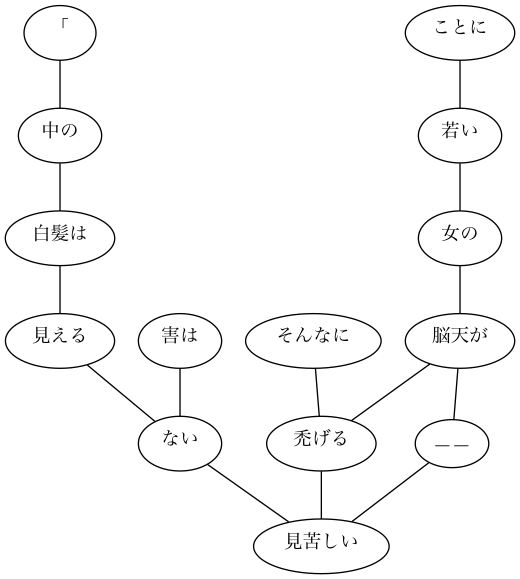 「
ことに
中の
若い
白髪は
女の
見える
害は
そんなに
脳天が
ない
禿げる
＿＿
見苦しい